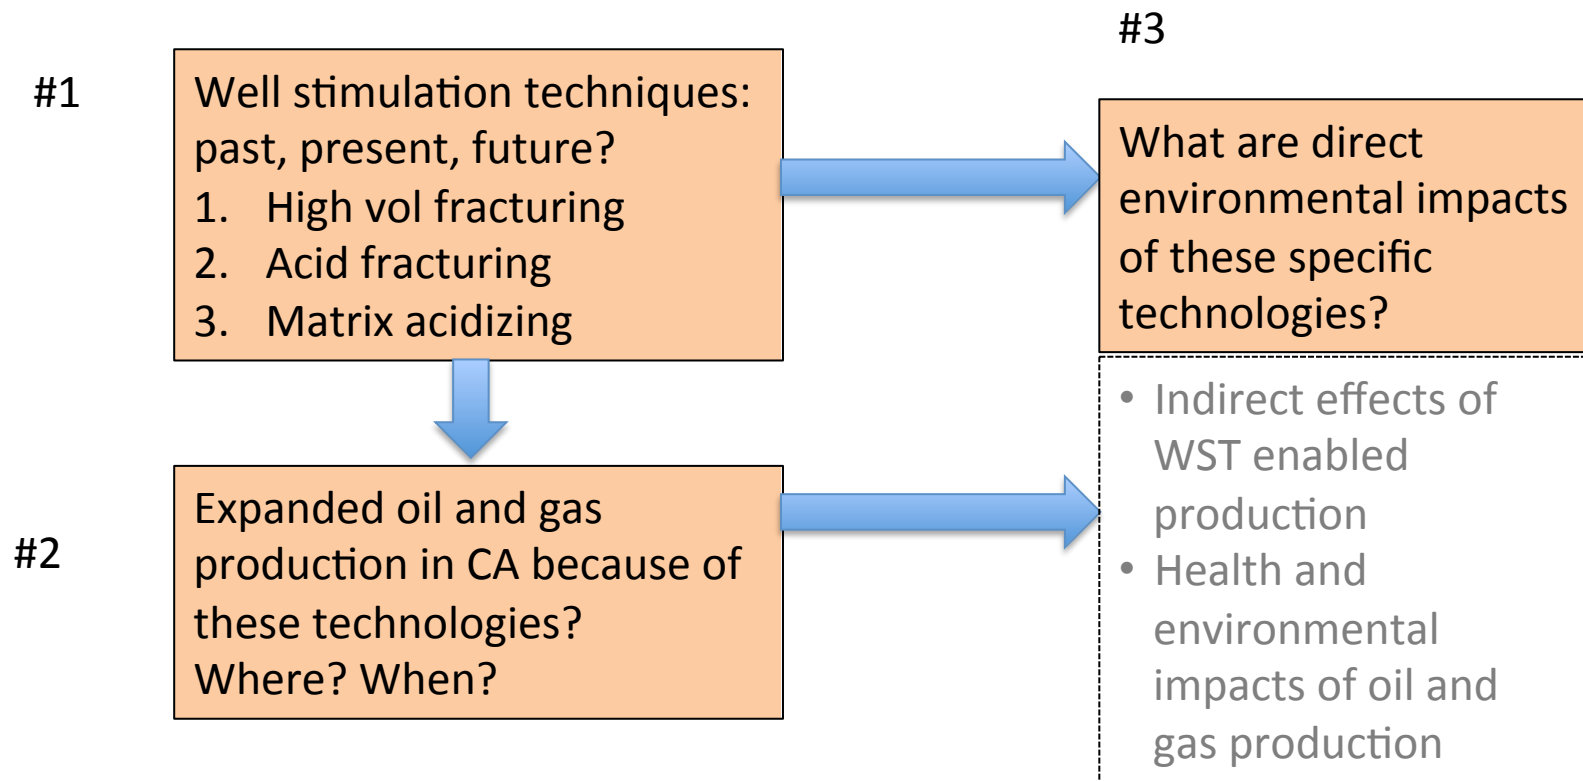 #1
Well stimulation techniques:
past, present, future?
1. High vol fracturing
2. Acid fracturing
3. Matrix acidizing
#2
Expanded oil and gas
production in CA because of
these technologies?
Where? When?
#3
What are direct
environmental impacts
of these specific
technologies?
• Indirect effects of
WST enabled
production
• Health and
environmental
impacts of oil and
gas production